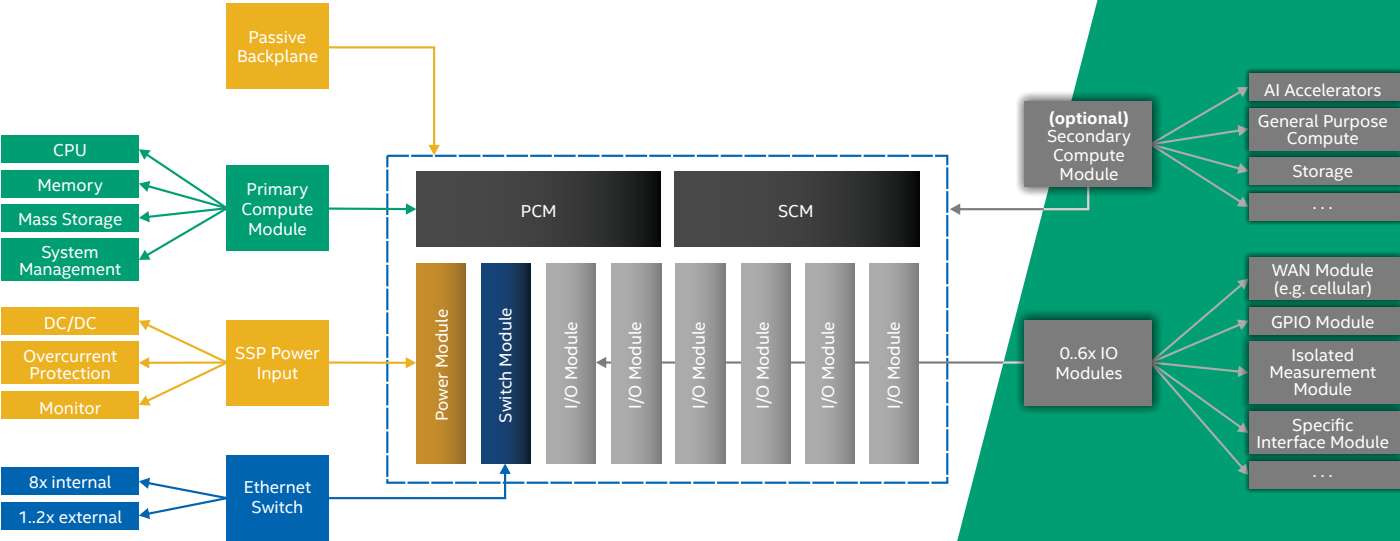 Passive
Backplane
CPU
Memory
Mass Storage
System
Management
Primary
Compute
Module
DC/DC
Overcurrent
Protection
Monitor
SSP Power
Input
8x internal
1..2x external
Ethernet
Switch
PCM
SCM
Power Module
Switch Module
I/O Module
I/O Module
I/O Module
I/O Module
I/O Module
I/O Module
(optional)
Secondary
Compute
Module
AI Accelerators
General Purpose
Compute
Storage
...
0..6x IO
Modules
WAN Module
(e.g. cellular)
GPIO Module
Isolated
Measurement
Module
Specific
Interface Module
...